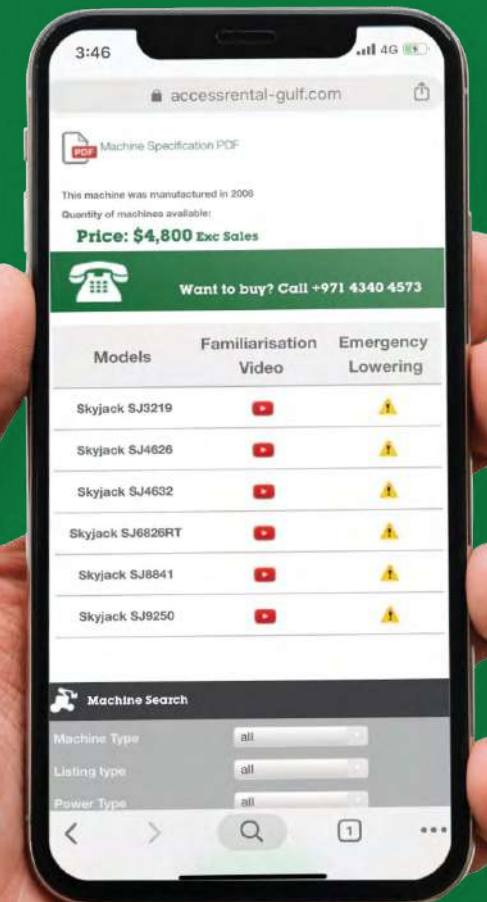 3:46
4G
accessrental-gulf.com
PDF Machine Specification PDF
This machine was manufactured in 2006
Quantity of machines available:
Price: $4,800 Exc Sales
Want to buy? Call +971 4340 4573
Models Familiarisation Video Emergency Lowering
Skyjack SJ3219
Skyjack SJ4626
Skyjack SJ4632
Skyjack SJ6826RT
Skyjack SJ8841
Skyjack SJ9250
Machine Search
Machine Type all
Listing type all
Power Type all
1